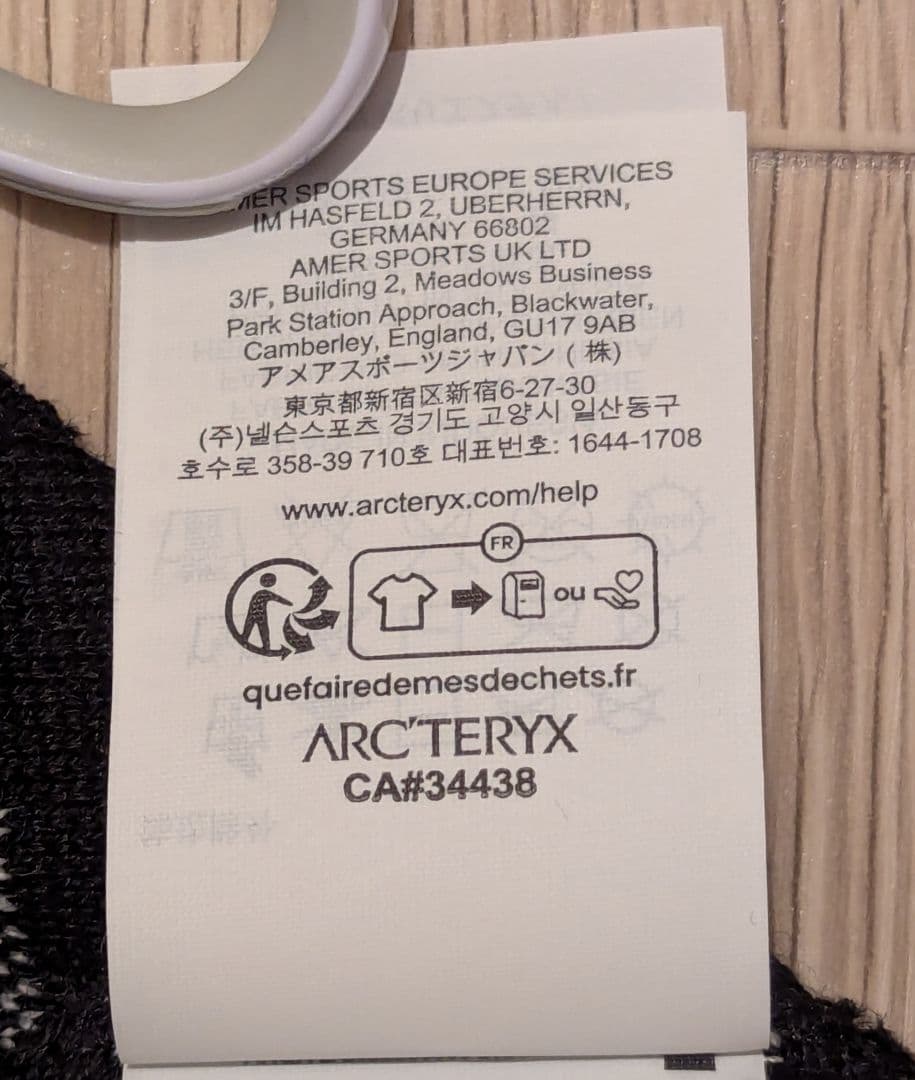 AMER SPORTS EUROPE SERVICES
IM HASFELD 2, UBERHERRN,
GERMANY 66802
AMER SPORTS UK LTD
3/F, Building 2, Meadows Business
Park Station Approach, Blackwater,
Camberley, England, GU17 9AB
アメアスポーツジャパン ( 株)
東京都新宿区新宿6-27-30
(주)넬슨스포츠 경기도 고양시 일산동구
호수로 358-39 710호 대표번호: 1644-1708
www.arcteryx.com/help
FR
ou
quefairedemesdechets.fr
ARC'TERYX
CA#34438